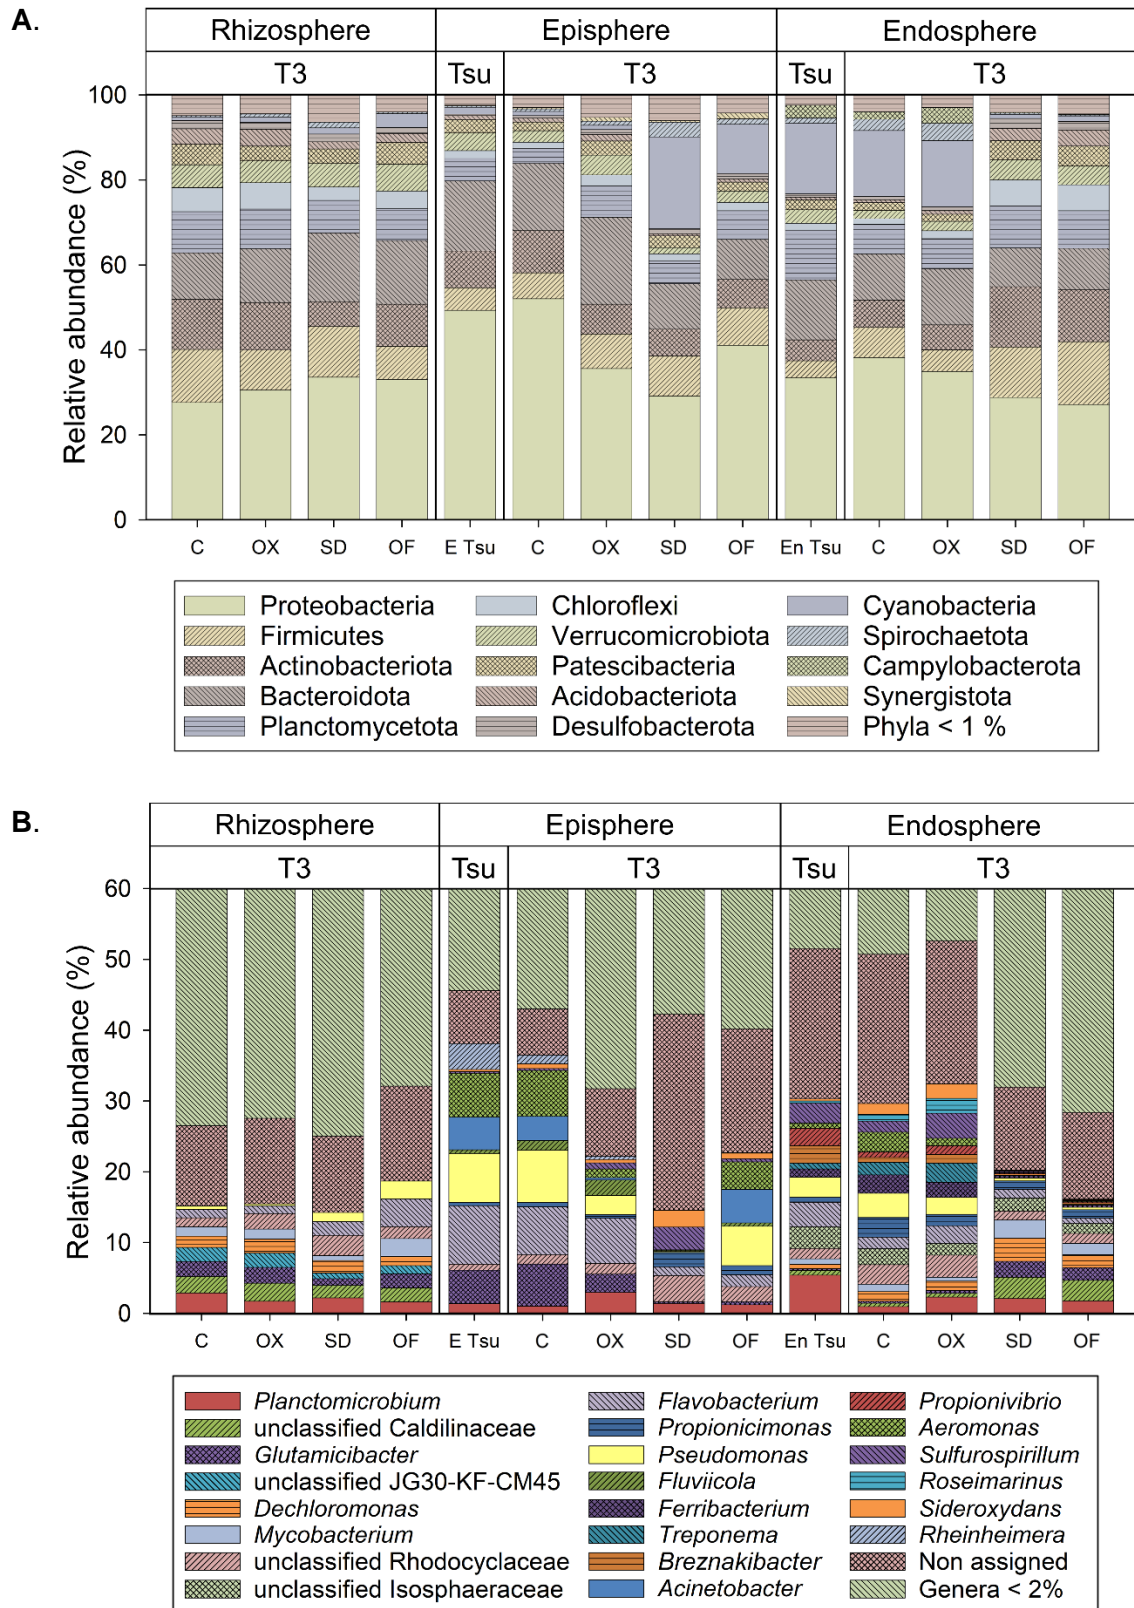 A.
Rhizosphere Episphere Endosphere
T3 Tsu T3 Tsu T3
Relative abundance (%)
100
80
60
40
20
0
C OX SD OF E Tsu C OX SD OF En Tsu C OX SD OF
Proteobacteria Chloroflexi Cyanobacteria
Firmicutes Verrucomicrobiota Spirochaetota
Actinobacteriota Patescibacteria Campylobacterota
Bacteroidota Acidobacteriota Synergistota
Planctomycetota Desulfobacterota Phyla < 1 %
B.
Rhizosphere Episphere Endosphere
T3 Tsu T3 Tsu T3
Relative abundance (%)
60
50
40
30
20
10
0
C OX SD OF E Tsu C OX SD OF En Tsu C OX SD OF
Planctomicrobium Flavobacterium Propionivibrio
unclassified Caldilinaceae Propionicimonas Aeromonas
Glutamicibacter Pseudomonas Sulfurospirillum
unclassified JG30-KF-CM45 Fluviicola Roseimarinus
Dechloromonas Ferribacterium Sideroxydans
Mycobacterium Treponema Rheinheimera
unclassified Rhodocyclaceae Breznakibacter Non assigned
unclassified Isosphaeraceae Acinetobacter Genera < 2%